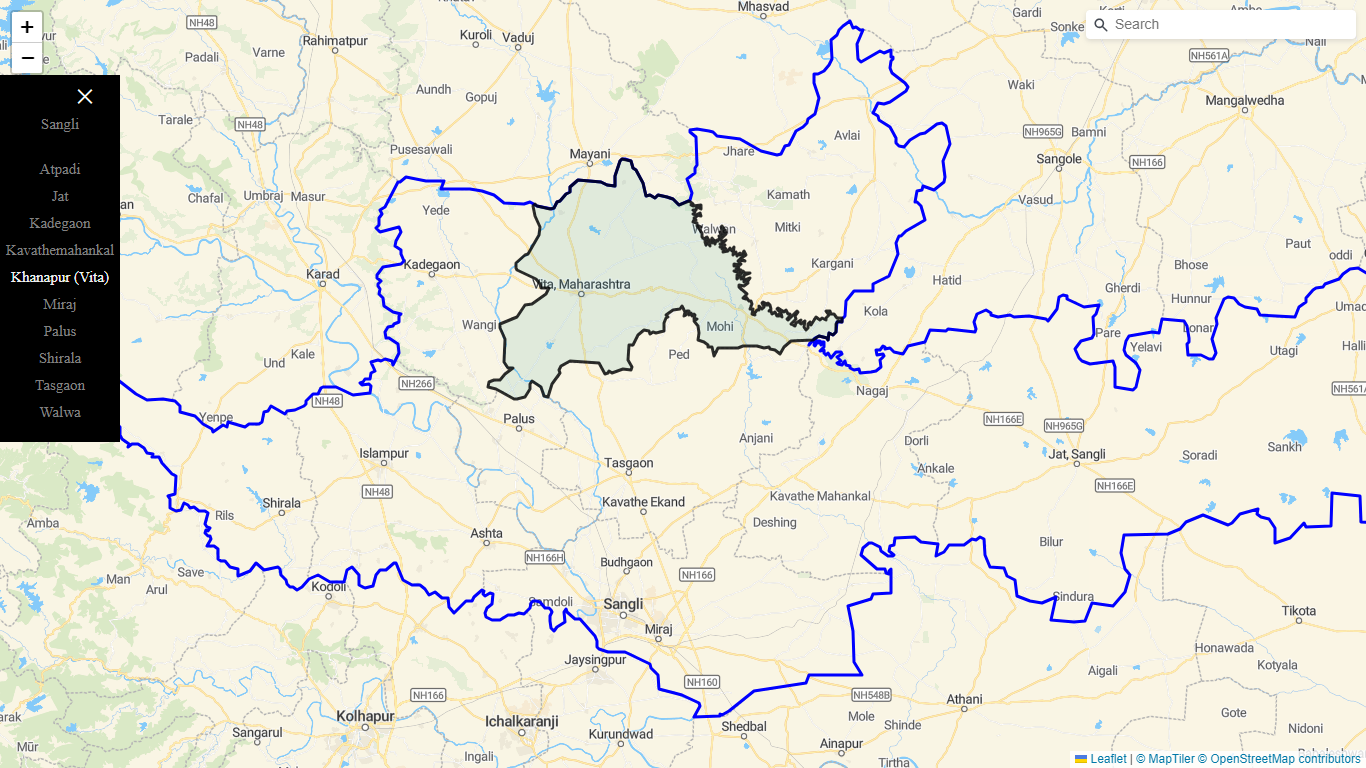 +
−
Sangli
Atpadi
Jat
Kadegaon
Kavathemahankal
Khanapur (Vita)
Miraj
Palus
Shirala
Tasgaon
Walwa
Search
Mhasvad
Gardi
Sonke
Nali
NH48
Rahimatpur
Kuroli
Vaduj
Varne
Padali
NH561A
Aundh
Gopuj
Waki
Mangalwedha
Tarale
NH48
Avlai
NH965G
Bamni
Pusesawali
Mayani
Jhare
Sangole
NH166
Chafal
Umbraj
Masur
Kamath
Vasud
Yede
Walwan
Mitki
Paut
oddi
Kadegaon
Kargani
Bhose
Karad
Vita, Maharashtra
Hatid
Gherdi
Hunnur
Umad
Wangi
Mohi
Kola
Pare
Lonar
Yelavi
Utagi
Halli
Und
Kale
Ped
NH266
Nagaj
NH561A
NH48
Yenpe
Palus
NH166E
NH965G
Anjani
Dorli
Sankh
Islampur
Tasgaon
Ankale
Jat, Sangli
Soradi
NH48
NH166E
Shirala
Kavathe Ekand
Kavathe Mahankal
Rils
Amba
Deshing
Ashta
Bilur
NH166H
Budhgaon
Save
NH166
Man
Arul
Kodoli
Samdoli
Sangli
Sindura
Tikota
Miraj
Honawada
Jaysingpur
Kotyala
Aigali
NH160
NH166
NH548B
Athani
Kolhapur
Ichalkaranji
Mole
Shinde
Gote
Sangarul
Kurundwad
Shedbal
Nidoni
Mūr
Ainapur
Ingali
Tirtha
Leaflet | © MapTiler © OpenStreetMap contributors